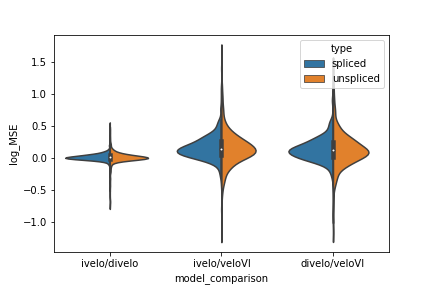 type
spliced
unspliced
1.5
1.0
0.5
0.0
−0.5
−1.0
log_MSE
ivelo/divelo
ivelo/veloVI
divelo/veloVI
model_comparison